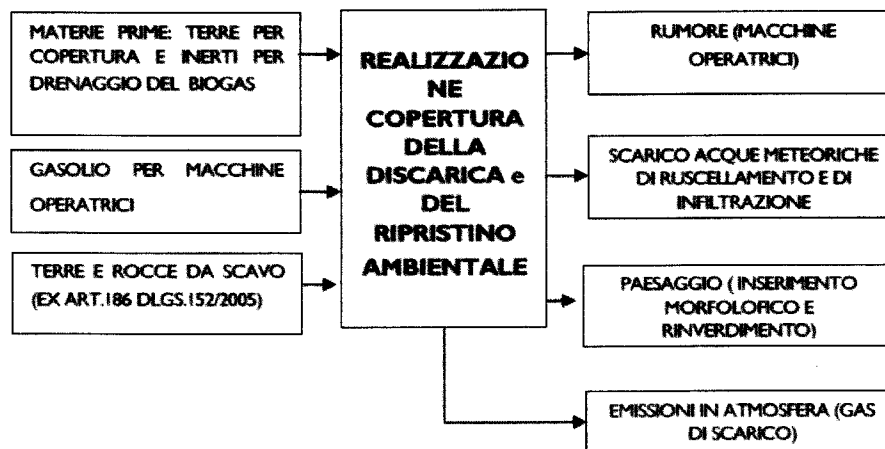 MATERIE PRIME: TERRE PER
COPERTURA E INERTI PER
DRENAGGIO DEL BIOGAS
GASOLIO PER MACCHINE
OPERATRICI
TERRE E ROCCE DA SCAVO
(EX ART.186 DLGS.152/2005)
REALIZZAZIO
NE
COPERTURA
DELLA
DISCARICA e
DEL
RIPRISTINO
AMBIENTALE
RUMORE (MACCHINE
OPERATRICI)
SCARICO ACQUE METEORICHE
DI RUSCELLAMENTO E DI
INFILTRAZIONE
PAESAGGIO ( INSERIMENTO
MORFOLOFICO E
RINVERDIMENTO)
EMISSIONI IN ATMOSFERA (GAS
DI SCARICO)